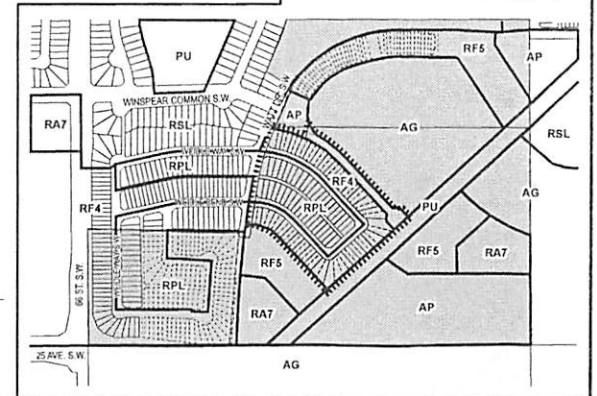 PU
RF5
AP
WINSPEAR COMMON S.W.
RA7
RSL
AP
AG
RSL
RPL
RF4
RF4
RPL
PU
AG
66 ST. S.W.
RPL
RF5
RF5
RA7
RA7
AP
25 AVE. S.W.
AG